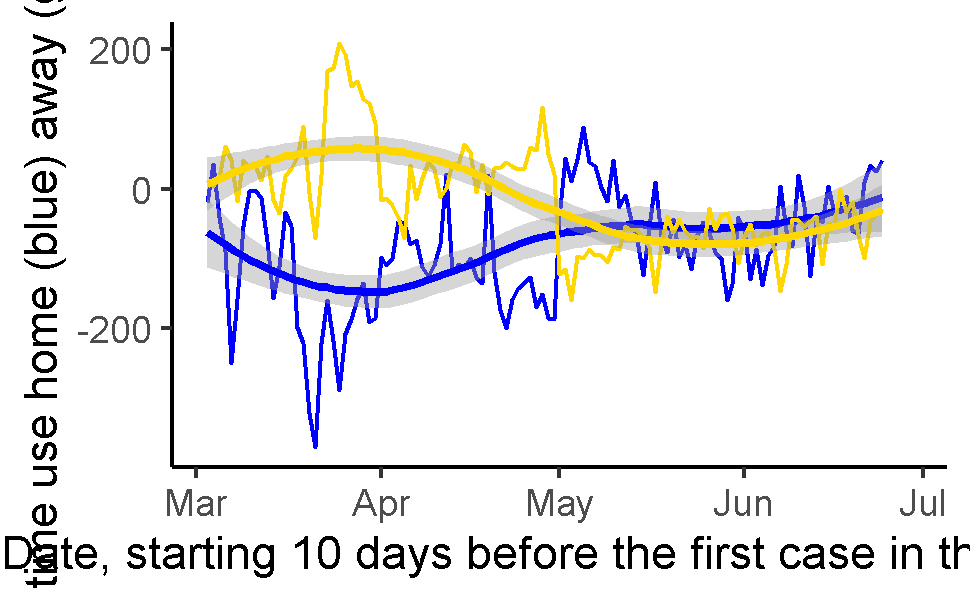 time use home (blue) away (
200
0
-200
Mar Apr May Jun Jul
Date, starting 10 days before the first case in th